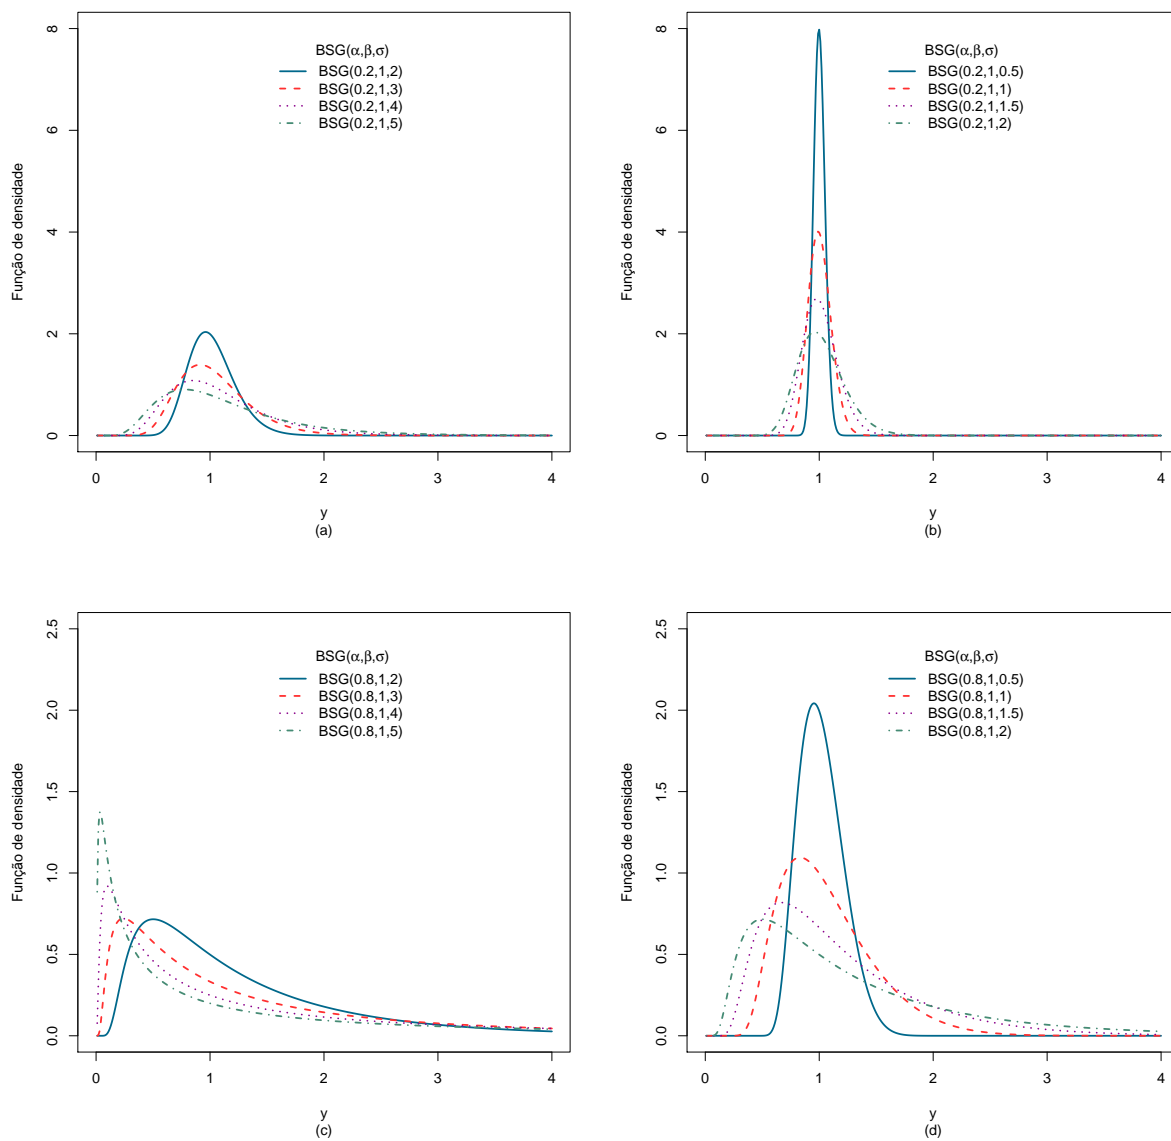 BSG(α,β,σ)
BSG(0.2,1,2)
BSG(0.2,1,3)
BSG(0.2,1,4)
BSG(0.2,1,5)
Função de densidade
0
2
4
6
8
0 1 2 3 4
y
(a)
BSG(α,β,σ)
BSG(0.2,1,0.5)
BSG(0.2,1,1)
BSG(0.2,1,1.5)
BSG(0.2,1,2)
Função de densidade
0
2
4
6
8
0 1 2 3 4
y
(b)
BSG(α,β,σ)
BSG(0.8,1,2)
BSG(0.8,1,3)
BSG(0.8,1,4)
BSG(0.8,1,5)
Função de densidade
0.0
0.5
1.0
1.5
2.0
2.5
0 1 2 3 4
y
(c)
BSG(α,β,σ)
BSG(0.8,1,0.5)
BSG(0.8,1,1)
BSG(0.8,1,1.5)
BSG(0.8,1,2)
Função de densidade
0.0
0.5
1.0
1.5
2.0
2.5
0 1 2 3 4
y
(d)